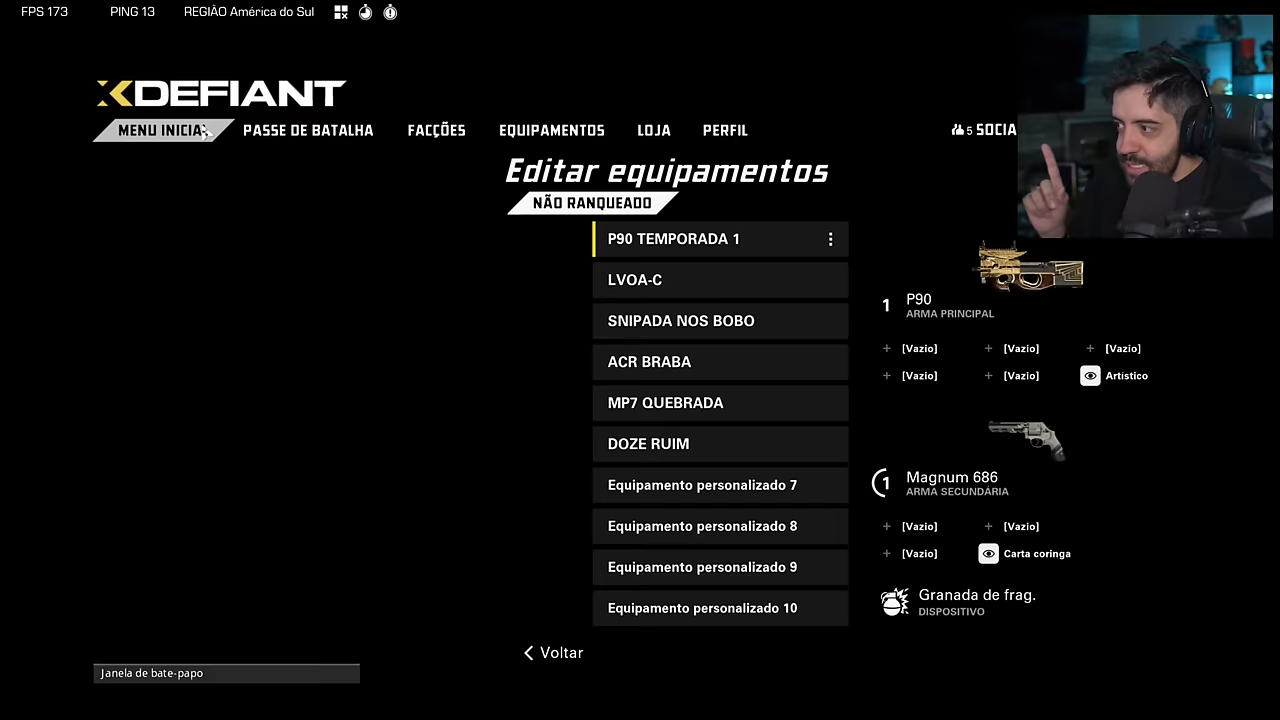 FPS 173 PING 13 REGIÃO América do Sul
XDEFIANT
MENU INICIAL PASSE DE BATALHA FACÇÕES EQUIPAMENTOS LOJA PERFIL 5 SOCIA
Editar equipamentos
NÃO RANQUEADO
P90 TEMPORADA 1
LVOA-C
SNIPADA NOS BOBO
ACR BRABA
MP7 QUEBRADA
DOZE RUIM
Equipamento personalizado 7
Equipamento personalizado 8
Equipamento personalizado 9
Equipamento personalizado 10
1 P90
ARMA PRINCIPAL
+ [Vazio] + [Vazio] + [Vazio]
+ [Vazio] + [Vazio] Artístico
1 Magnum 686
ARMA SECUNDÁRIA
+ [Vazio] + [Vazio]
+ [Vazio] Carta coringa
Granada de frag.
DISPOSITIVO
Voltar
Janela de bate-papo